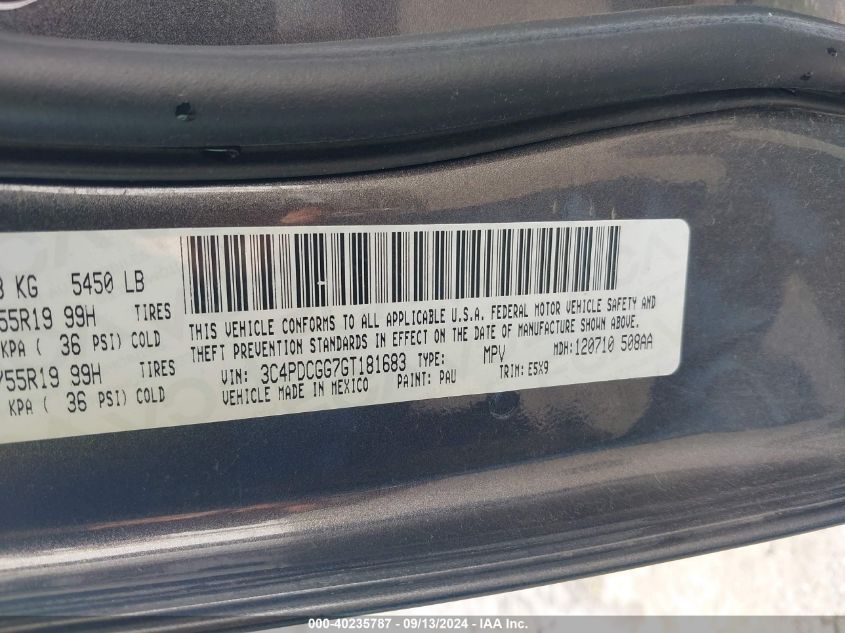 KG 5450 LB
55R19 99H TIRES
KPA ( 36 PSI) COLD
/55R19 99H TIRES
KPA ( 36 PSI) COLD
THIS VEHICLE CONFORMS TO ALL APPLICABLE U.S.A. FEDERAL MOTOR VEHICLE SAFETY AND
THEFT PREVENTION STANDARDS IN EFFECT ON THE DATE OF MANUFACTURE SHOWN ABOVE.
VIN: 3C4PDCGG7GT181683 TYPE: MPV MDH: 120710 508AA
VEHICLE MADE IN MEXICO PAINT: PAU TRIM: E5X9
000-40235787 - 09/13/2024 - IAAI.com